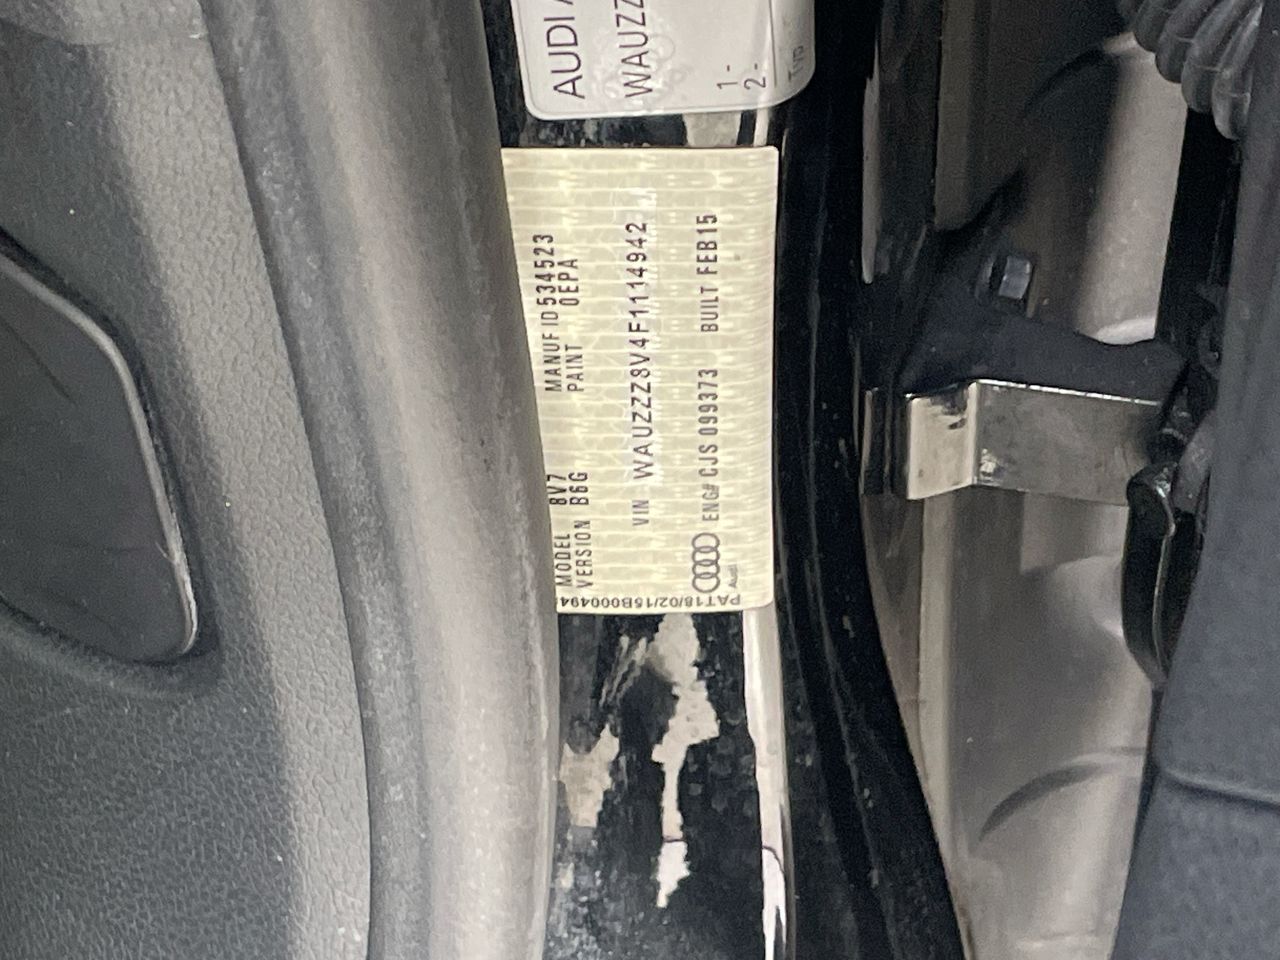 AUDI A
WAUZZ
1 -
2 -
MODEL 8V7 MANUF ID 534523
VERSION B6G PAINT 0EPA
VIN WAUZZZ8V4F1114942
ENG# CJS 099373 BUILT FEB15
Audi
PAT18/02/15B000494